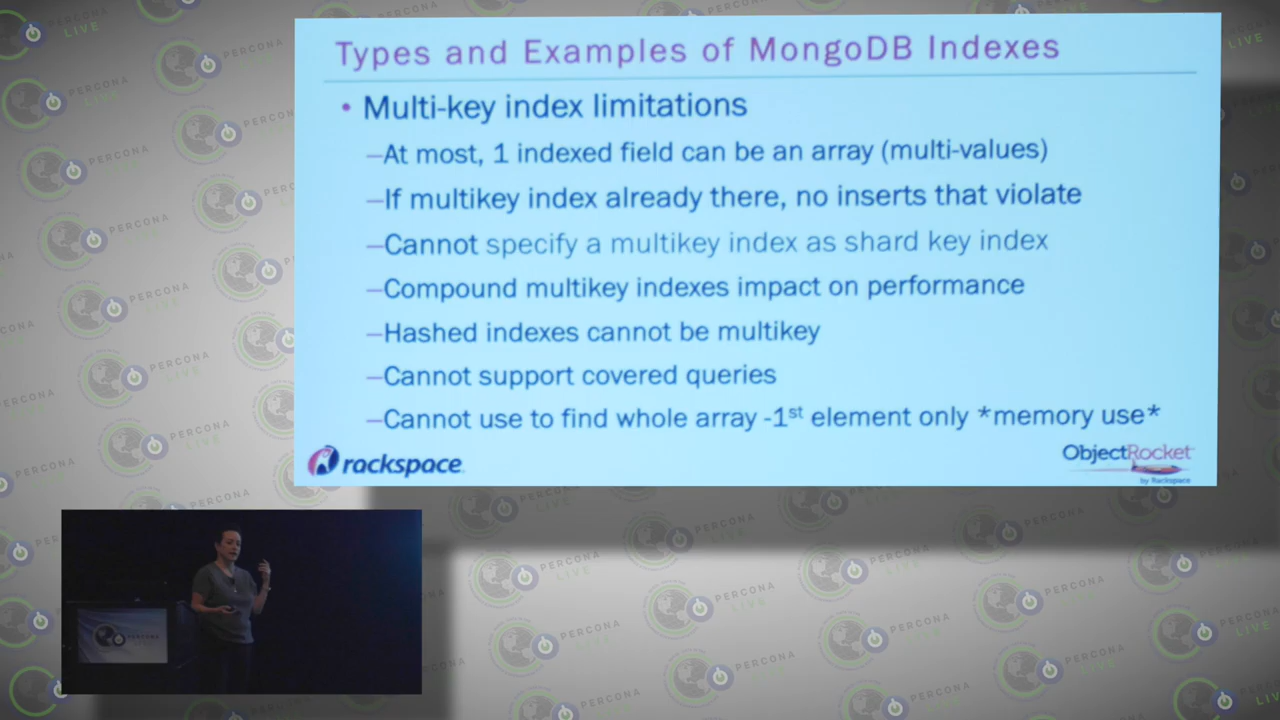 Types and Examples of MongoDB Indexes
• Multi-key index limitations
–At most, 1 indexed field can be an array (multi-values)
–If multikey index already there, no inserts that violate
–Cannot specify a multikey index as shard key index
–Compound multikey indexes impact on performance
–Hashed indexes cannot be multikey
–Cannot support covered queries
–Cannot use to find whole array -1st element only *memory use*
rackspace
ObjectRocket
by Rackspace
PERCONA
LIVE